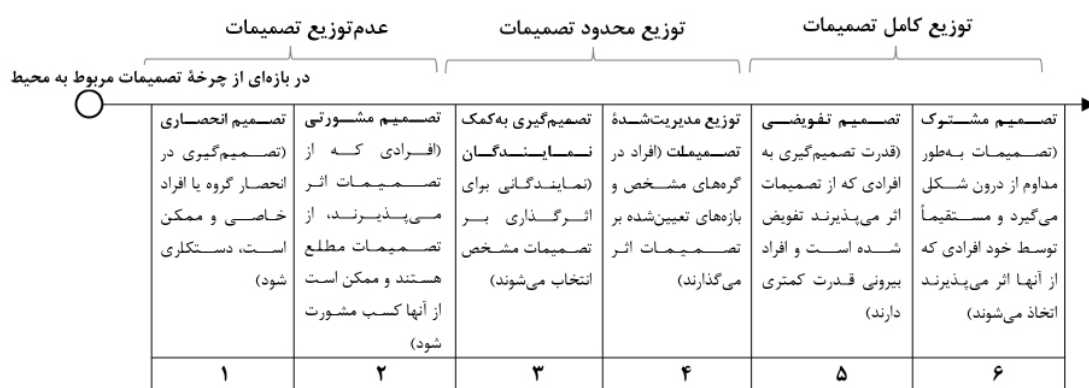 عدم‌توزیع تصمیمات
توزیع محدود تصمیمات
توزیع کامل تصمیمات
در بازه‌ای از چرخهٔ تصمیمات مربوط به محیط
تصمیم انحصاری
(تصمیم‌گیری در
انحصار گروه یا افراد
خاصی و ممکن
است، دستکلری
شود)
۱
تصمیم مشورتی
(افرادی که از
تصمیمات اثر
می‌پذیرند، از
تصمیمات مطلع
هستند و ممکن است
از آنها کسب مشورت
شود)
۲
تصمیم‌گیری به‌کمک
نمایندگان
(نمایندگانی برای
اثرگذاری بر
تصمیمات مشخص
انتخاب می‌شوند)
۳
توزیع مدیریت‌شدهٔ
تصمیملت (افراد در
گره‌های مشخص و
بازه‌های تعیین‌شده بر
تصمیمات اثر
می‌گذارند)
۴
تصمیم تفویضی
(قدرت تصمیم‌گیری به
افرادی که از تصمیمات
اثر می‌پذیرند تفویض
شده است و افراد
بیرونی قدرت کمتری
دارند)
۵
تصمیم مشترک
(تصمیمات به‌طور
مداوم از درون شکل
می‌گیرد و مستقیماً
توسط خود افرادی که
از آنها اثر می‌پذیرند
اتخاذ می‌شوند)
۶